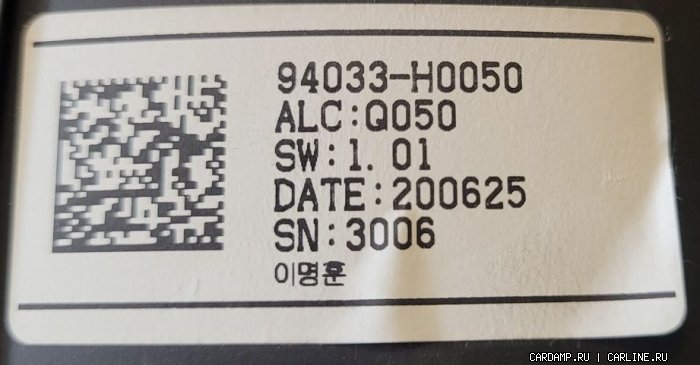 94033-H0050
ALC:Q050
SW:1.01
DATE:200625
SN:3006
이명훈
CARDAMP.RU | CARLINE.RU